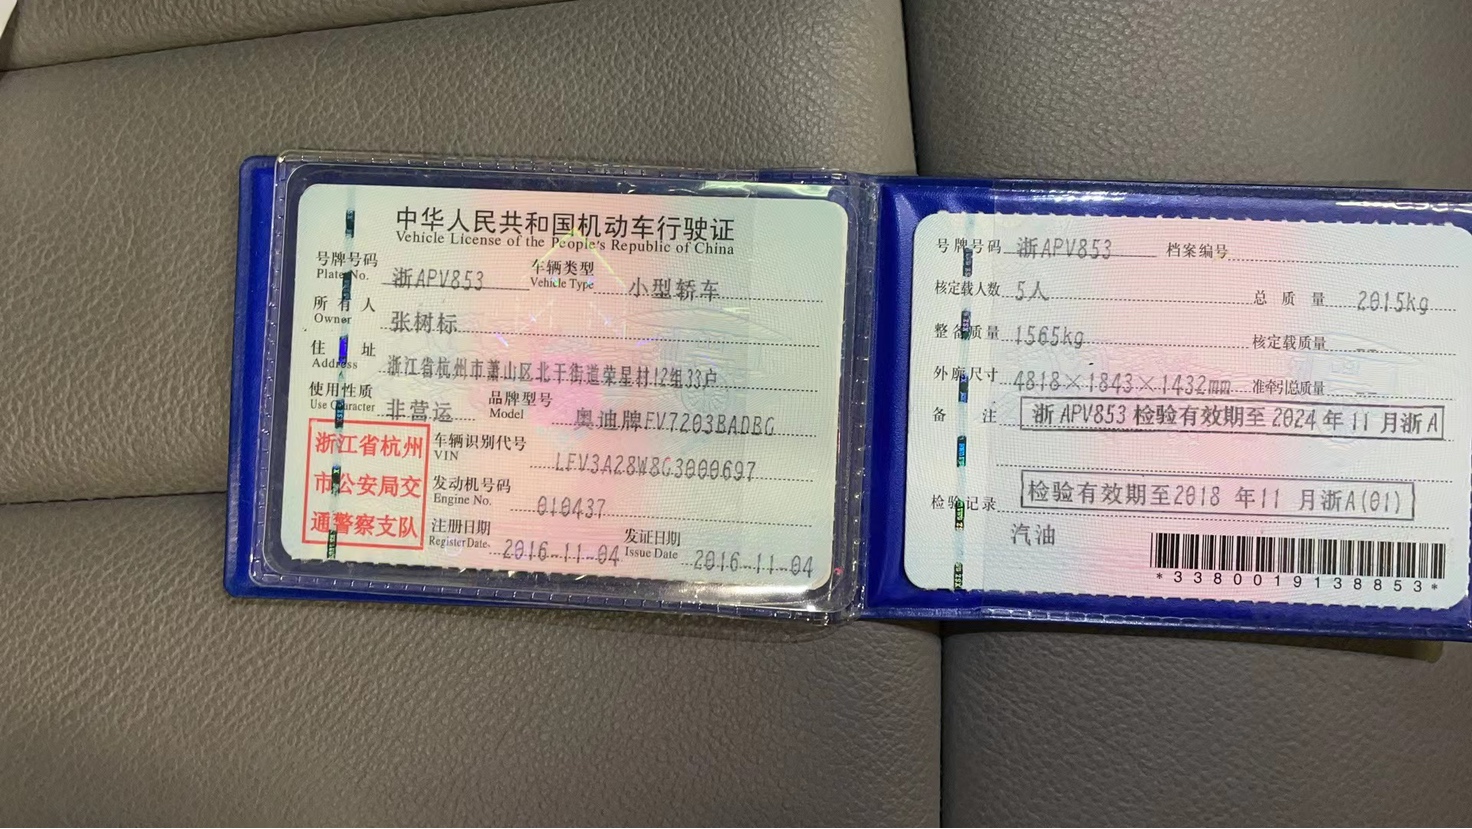 中华人民共和国机动车行驶证
Vehicle License of the People's Republic of China
号牌号码 浙APV853 车辆类型 小型轿车
Plate No. Vehicle Type
所有人 张树标
Owner
住址 浙江省杭州市萧山区北干街道荣星村12组33户
Address
使用性质 非营运 品牌型号 奥迪牌FV7203BADBG
Use Character Model
浙江省杭州
市公安局交
通警察支队
车辆识别代号 LFV3A28W8G3000697
VIN
发动机号码 010437
Engine No.
注册日期 2016-11-04 发证日期 2016-11-04
Register Date Issue Date
号牌号码 浙APV853 档案编号
核定载人数 5人 总质量 2015kg
整备质量 1565kg 核定载质量 --
外廓尺寸 4818×1843×1432mm 准牵引总质量
备注 浙APV853 检验有效期至 2024 年 11 月浙A
检验记录 检验有效期至2018 年11 月浙A(01)
汽油
*3380019138853*